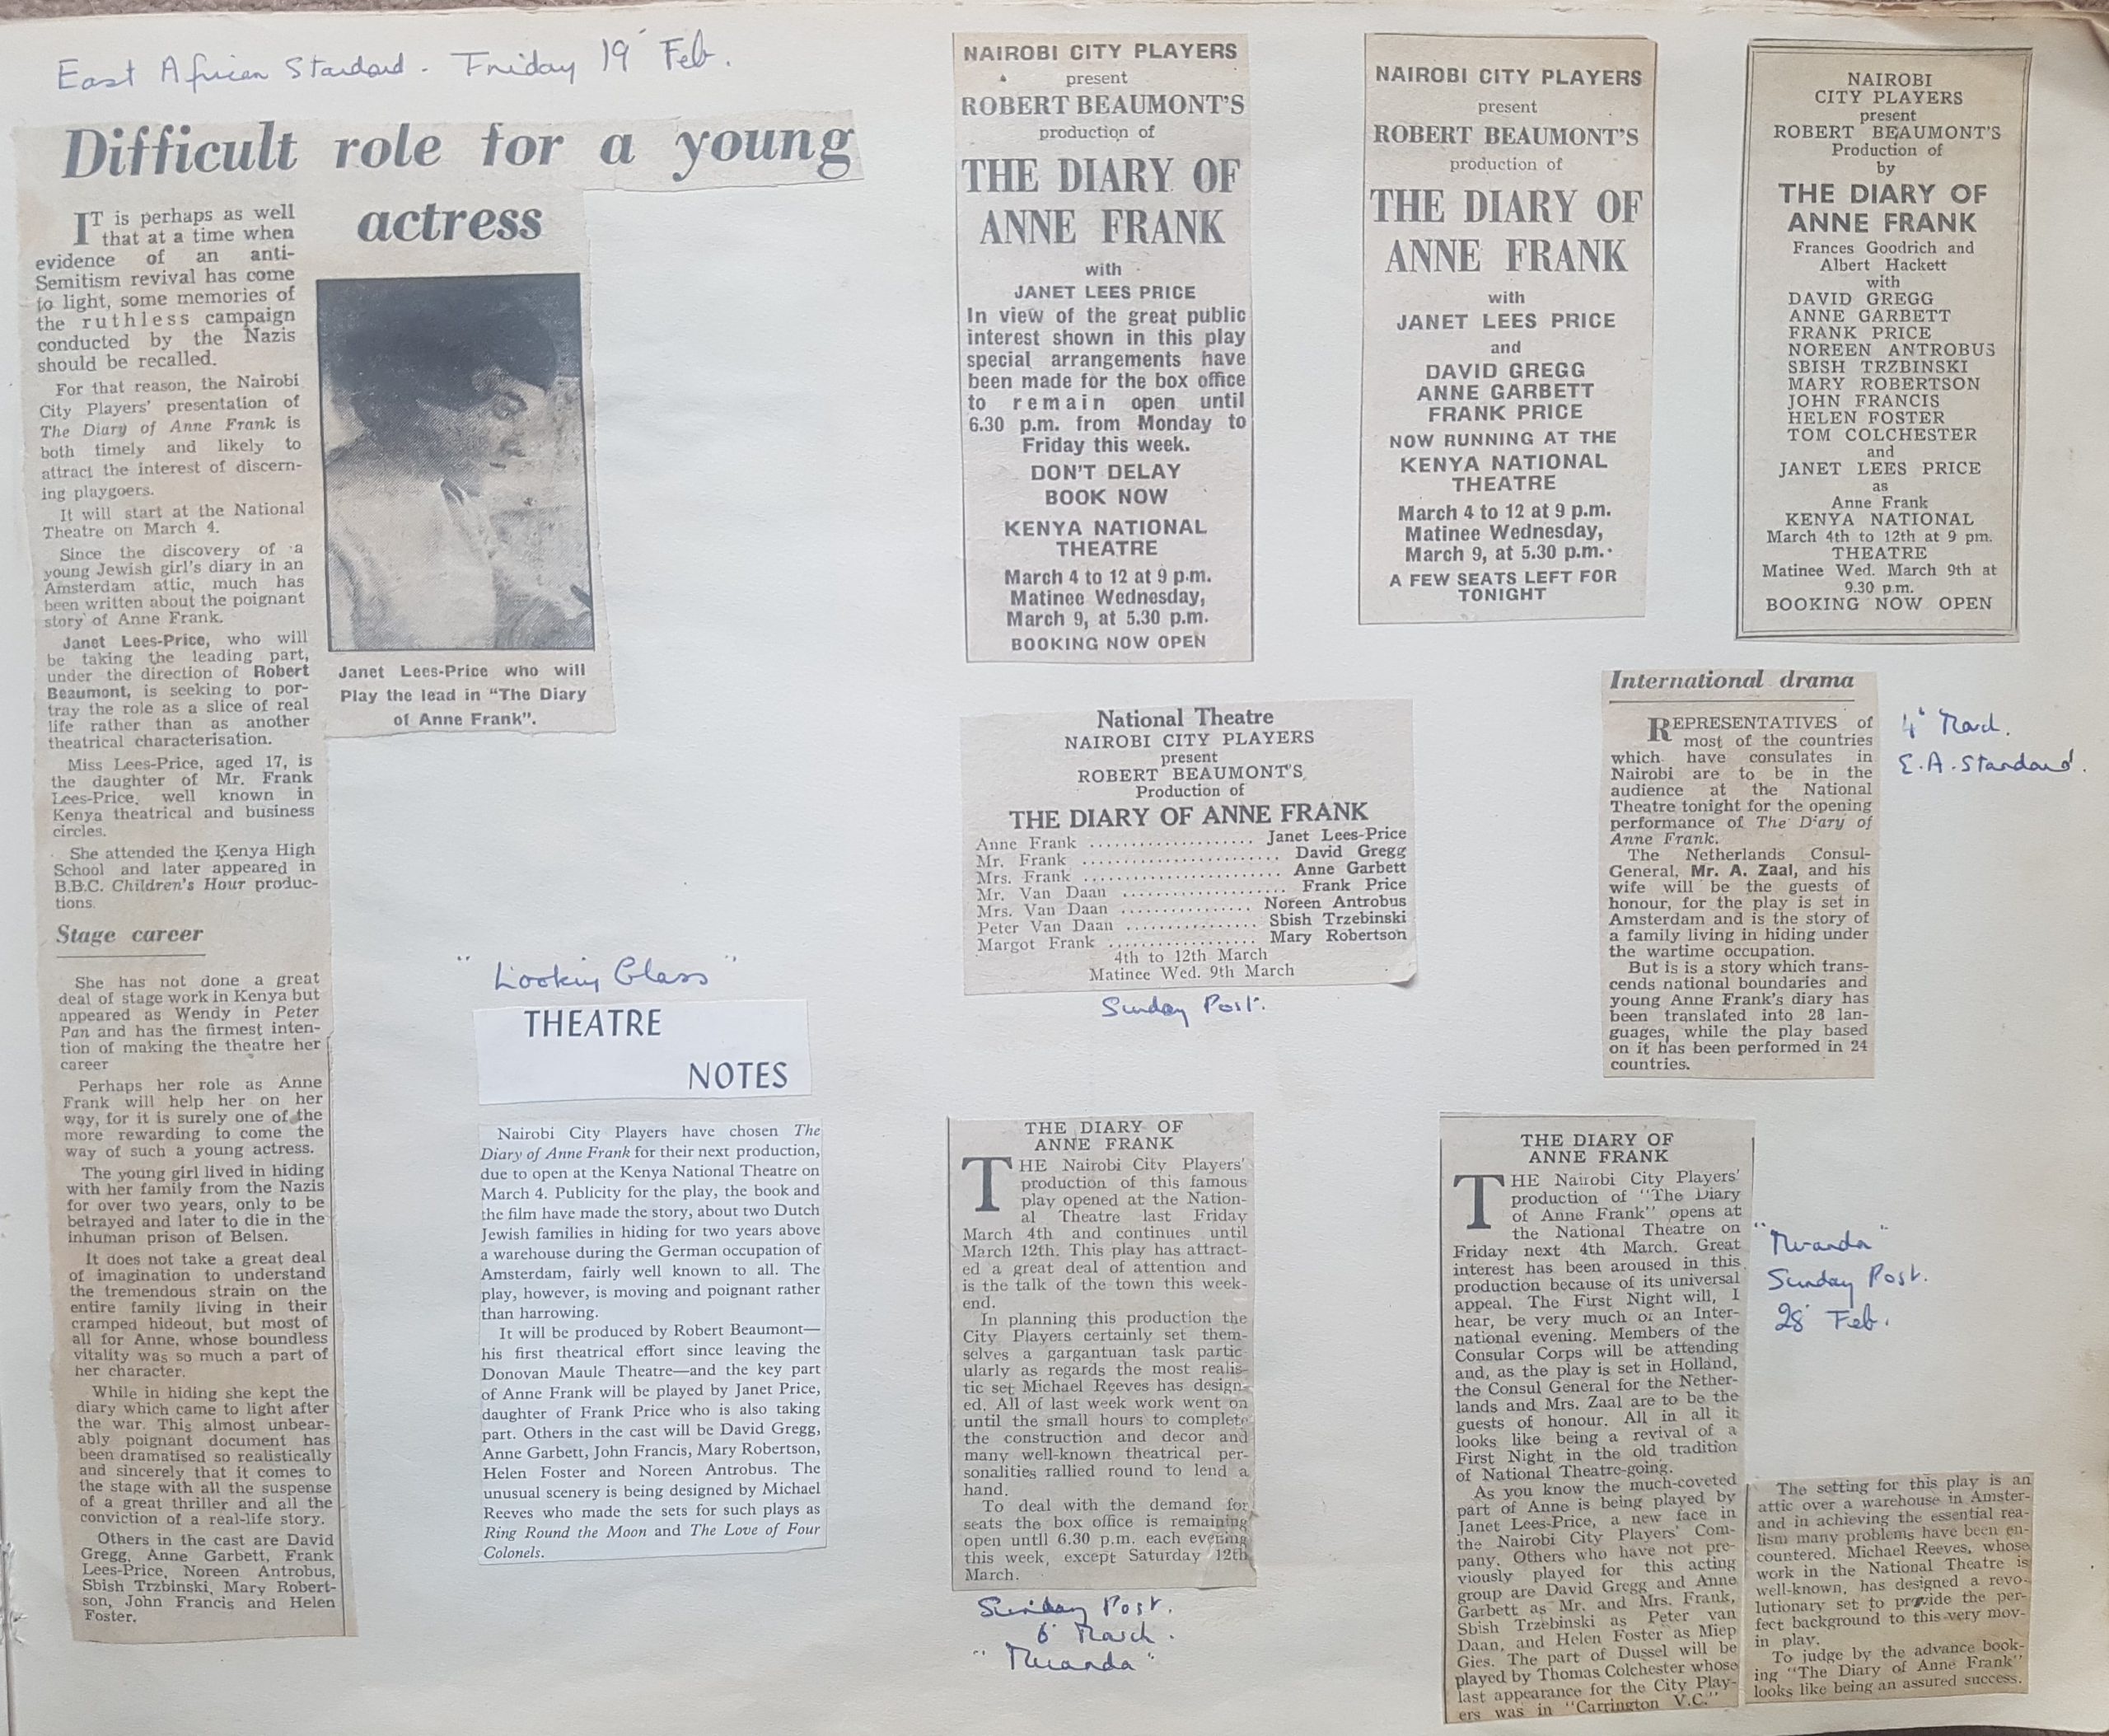 East African Standard. Friday 19 Feb.
Difficult role for a young
actress
IT is perhaps as well
that at a time when
evidence of an anti-
Semitism revival has come
to light, some memories of
the ruthless campaign
conducted by the Nazis
should be recalled.
For that reason, the Nairobi
City Players' presentation of
The Diary of Anne Frank is
both timely and likely to
attract the interest of discern-
ing playgoers.
It will start at the National
Theatre on March 4.
Since the discovery of a
young Jewish girl's diary in an
Amsterdam attic, much has
been written about the poignant
story of Anne Frank.
Janet Lees-Price, who will
be taking the leading part,
under the direction of Robert
Beaumont, is seeking to por-
tray the role as a slice of real
life rather than as another
theatrical characterisation.
Miss Lees-Price, aged 17, is
the daughter of Mr. Frank
Lees-Price, well known in
Kenya theatrical and business
circles.
She attended the Kenya High
School and later appeared in
B.B.C. Children's Hour produc-
tions.
Stage career
She has not done a great
deal of stage work in Kenya but
appeared as Wendy in Peter
Pan and has the firmest inten-
tion of making the theatre her
career
Perhaps her role as Anne
Frank will help her on her
way, for it is surely one of the
more rewarding to come the
way of such a young actress.
The young girl lived in hiding
with her family from the Nazis
for over two years, only to be
betrayed and later to die in the
inhuman prison of Belsen.
It does not take a great deal
of imagination to understand
the tremendous strain on the
entire family living in their
cramped hideout, but most of
all for Anne, whose boundless
vitality was so much a part of
her character.
While in hiding she kept the
diary which came to light after
the war. This almost unbear-
ably poignant document has
been dramatised so realistically
and sincerely that it comes to
the stage with all the suspense
of a great thriller and all the
conviction of a real-life story.
Others in the cast are David
Gregg, Anne Garbett, Frank
Lees-Price, Noreen Antrobus,
Sbish Trzbinski, Mary Robert-
son, John Francis and Helen
Foster.
Janet Lees-Price who will
Play the lead in "The Diary
of Anne Frank".
"Looking Glass"
THEATRE
NOTES
Nairobi City Players have chosen The
Diary of Anne Frank for their next production,
due to open at the Kenya National Theatre on
March 4. Publicity for the play, the book and
the film have made the story, about two Dutch
Jewish families in hiding for two years above
a warehouse during the German occupation of
Amsterdam, fairly well known to all. The
play, however, is moving and poignant rather
than harrowing.
It will be produced by Robert Beaumont—
his first theatrical effort since leaving the
Donovan Maule Theatre—and the key part
of Anne Frank will be played by Janet Price,
daughter of Frank Price who is also taking
part. Others in the cast will be David Gregg,
Anne Garbett, John Francis, Mary Robertson,
Helen Foster and Noreen Antrobus. The
unusual scenery is being designed by Michael
Reeves who made the sets for such plays as
Ring Round the Moon and The Love of Four
Colonels.
NAIROBI CITY PLAYERS
present
ROBERT BEAUMONT'S
production of
THE DIARY OF
ANNE FRANK
with
JANET LEES PRICE
In view of the great public
interest shown in this play
special arrangements have
been made for the box office
to remain open until
6.30 p.m. from Monday to
Friday this week.
DON'T DELAY
BOOK NOW
KENYA NATIONAL
THEATRE
March 4 to 12 at 9 p.m.
Matinee Wednesday,
March 9, at 5.30 p.m.
BOOKING NOW OPEN
NAIROBI CITY PLAYERS
present
ROBERT BEAUMONT'S
production of
THE DIARY OF
ANNE FRANK
with
JANET LEES PRICE
and
DAVID GREGG
ANNE GARBETT
FRANK PRICE
NOW RUNNING AT THE
KENYA NATIONAL
THEATRE
March 4 to 12 at 9 p.m.
Matinee Wednesday,
March 9, at 5.30 p.m.
A FEW SEATS LEFT FOR
TONIGHT
NAIROBI
CITY PLAYERS
present
ROBERT BEAUMONT'S
Production of
by
THE DIARY OF
ANNE FRANK
Frances Goodrich and
Albert Hackett
with
DAVID GREGG
ANNE GARBETT
FRANK PRICE
NOREEN ANTROBUS
SBISH TRZBINSKI
MARY ROBERTSON
JOHN FRANCIS
HELEN FOSTER
TOM COLCHESTER
and
JANET LEES PRICE
as
Anne Frank
KENYA NATIONAL
March 4th to 12th at 9 pm.
THEATRE
Matinee Wed. March 9th at
9.30 p.m.
BOOKING NOW OPEN
National Theatre
NAIROBI CITY PLAYERS
present
ROBERT BEAUMONT'S
Production of
THE DIARY OF ANNE FRANK
Anne Frank .......... Janet Lees-Price
Mr. Frank .......... David Gregg
Mrs. Frank .......... Anne Garbett
Mr. Van Daan .......... Frank Price
Mrs. Van Daan .......... Noreen Antrobus
Peter Van Daan .......... Sbish Trzebinski
Margot Frank .......... Mary Robertson
4th to 12th March
Matinee Wed. 9th March
Sunday Post.
International drama
REPRESENTATIVES of
most of the countries
which have consulates in
Nairobi are to be in the
audience at the National
Theatre tonight for the opening
performance of The Diary of
Anne Frank.
The Netherlands Consul-
General, Mr. A. Zaal, and his
wife will be the guests of
honour, for the play is set in
Amsterdam and is the story of
a family living in hiding under
the wartime occupation.
But is is a story which trans-
cends national boundaries and
young Anne Frank's diary has
been translated into 28 lan-
guages, while the play based
on it has been performed in 24
countries.
4 March.
E.A. Standard.
THE DIARY OF
ANNE FRANK
THE Nairobi City Players'
production of this famous
play opened at the Nation-
al Theatre last Friday
March 4th and continues until
March 12th. This play has attract-
ed a great deal of attention and
is the talk of the town this week-
end.
In planning this production the
City Players certainly set them-
selves a gargantuan task partic
ularly as regards the most realis-
tic set Michael Reeves has design-
ed. All of last week work went on
until the small hours to complete
the construction and decor and
many well-known theatrical per-
sonalities rallied round to lend a
hand.
To deal with the demand for
seats the box office is remaining
open until 6.30 p.m. each evening
this week, except Saturday 12th
March.
Sunday Post.
6 March.
"Miranda"
THE DIARY OF
ANNE FRANK
THE Nairobi City Players'
production of "The Diary
of Anne Frank" opens at
the National Theatre on
Friday next 4th March. Great
interest has been aroused in this
production because of its universal
appeal. The First Night will, I
hear, be very much of an Inter-
national evening. Members of the
Consular Corps will be attending
and, as the play is set in Holland,
the Consul General for the Nether-
lands and Mrs. Zaal are to be the
guests of honour. All in all it
looks like being a revival of a
First Night in the old tradition
of National Theatre-going.
As you know the much-coveted
part of Anne is being played by
Janet Lees-Price, a new face in
the Nairobi City Players' Com-
pany. Others who have not pre-
viously played for this acting
group are David Gregg and Anne
Garbett as Mr. and Mrs. Frank,
Sbish Trzebinski as Peter van
Daan, and Helen Foster as Miep
Gies. The part of Dussel will be
played by Thomas Colchester whose
last appearance for the City Play-
ers was in "Carrington V.C."
"Miranda"
Sunday Post.
28 Feb.
The setting for this play is an
attic over a warehouse in Amster-
and in achieving the essential rea-
lism many problems have been en-
countered. Michael Reeves, whose
work in the National Theatre is
well-known, has designed a revo-
lutionary set to provide the per-
fect background to this very mov-
in play.
To judge by the advance book-
ing "The Diary of Anne Frank"
looks like being an assured success.